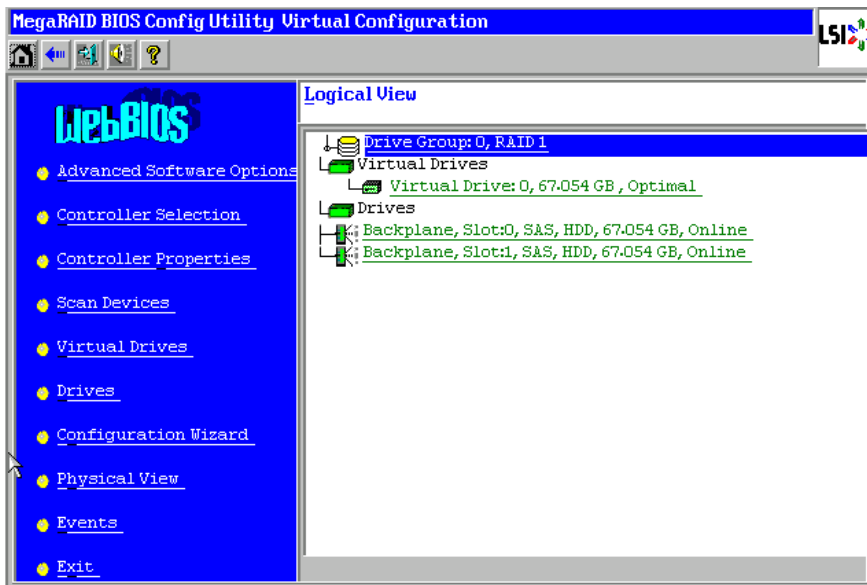 MegaRAID BIOS Config Utility Virtual Configuration
LSI
?
WebBIOS
Advanced Software Options
Controller Selection
Controller Properties
Scan Devices
Virtual Drives
Drives
Configuration Wizard
Physical View
Events
Exit
Logical View
Drive Group: 0, RAID 1
Virtual Drives
Virtual Drive: 0, 67.054 GB , Optimal
Drives
Backplane, Slot:0, SAS, HDD, 67.054 GB, Online
Backplane, Slot:1, SAS, HDD, 67.054 GB, Online